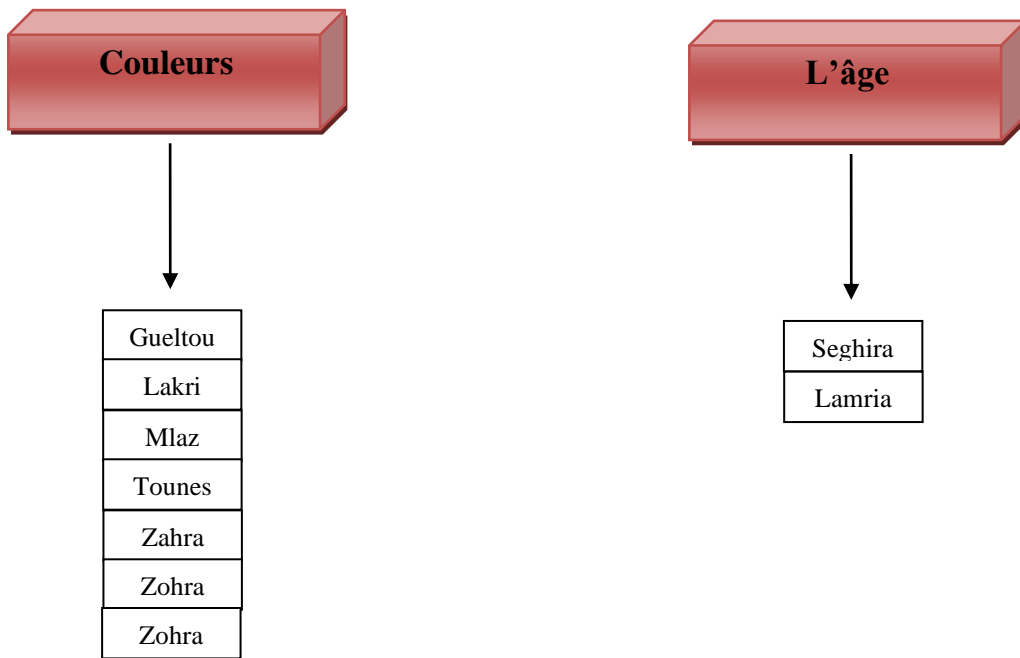 Couleurs
Gueltou
Lakri
Mlaz
Tounes
Zahra
Zohra
Zohra
L'âge
Seghira
Lamria